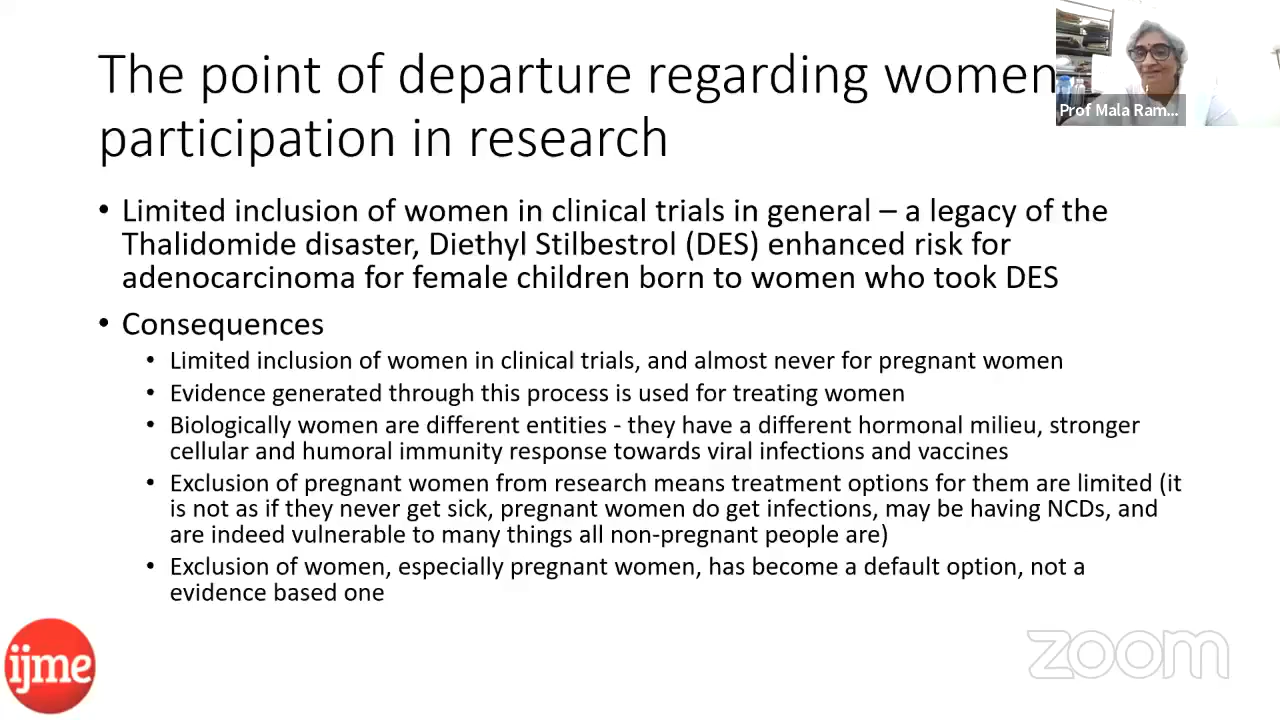 The point of departure regarding women
participation in research
Prof Mala Ram...
• Limited inclusion of women in clinical trials in general – a legacy of the
Thalidomide disaster, Diethyl Stilbestrol (DES) enhanced risk for
adenocarcinoma for female children born to women who took DES
• Consequences
• Limited inclusion of women in clinical trials, and almost never for pregnant women
• Evidence generated through this process is used for treating women
• Biologically women are different entities - they have a different hormonal milieu, stronger
cellular and humoral immunity response towards viral infections and vaccines
• Exclusion of pregnant women from research means treatment options for them are limited (it
is not as if they never get sick, pregnant women do get infections, may be having NCDs, and
are indeed vulnerable to many things all non-pregnant people are)
• Exclusion of women, especially pregnant women, has become a default option, not a
evidence based one
ijme
zoom